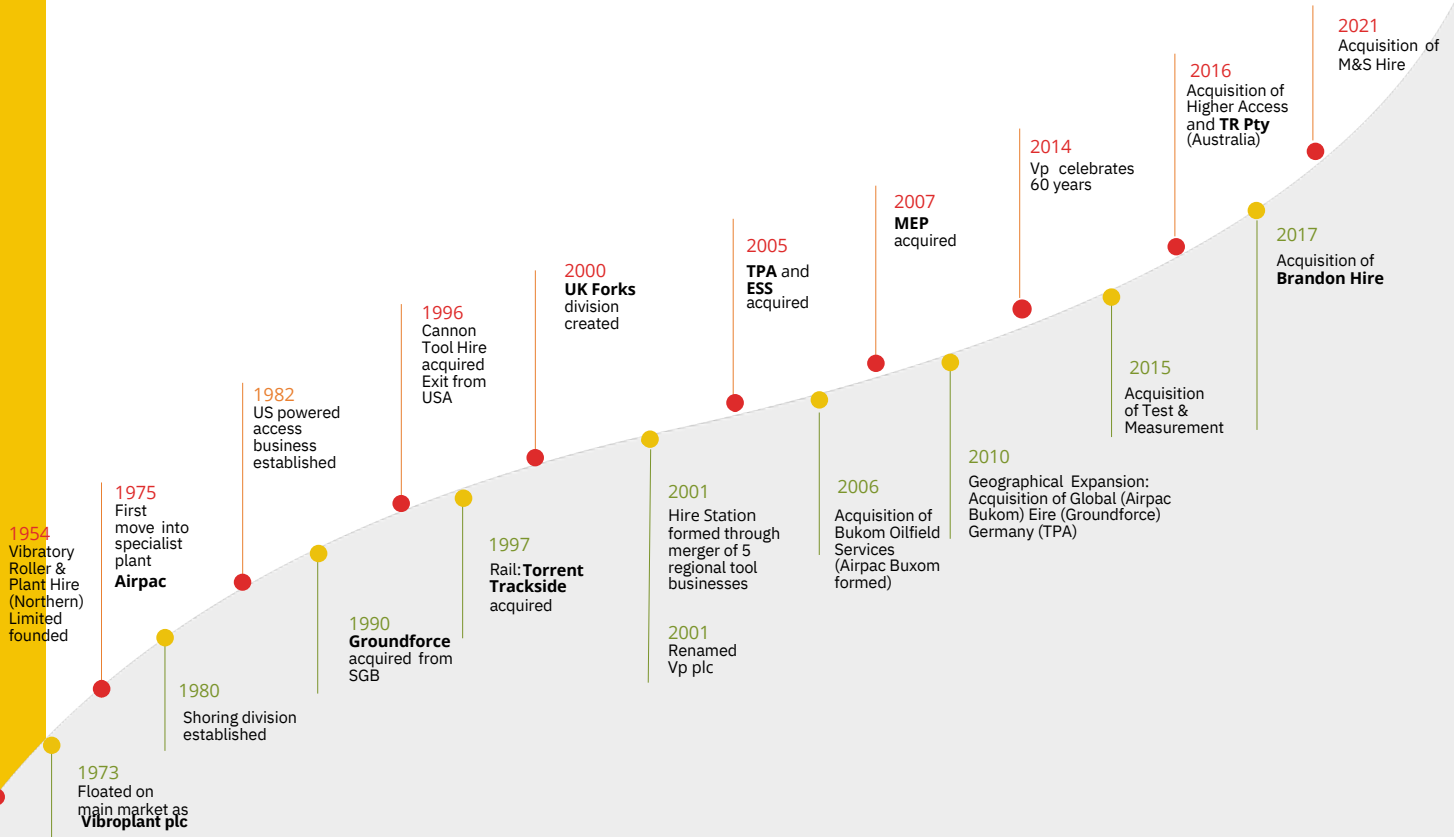 1954
Vibratory
Roller &
Plant Hire
(Northern)
Limited
founded
1973
Floated on
main market as
Vibroplant plc
1975
First
move into
specialist
plant
Airpac
1980
Shoring division
established
1982
US powered
access
business
established
1990
Groundforce
acquired from
SGB
1996
Cannon
Tool Hire
acquired
Exit from
USA
1997
Rail: Torrent
Trackside
acquired
2000
UK Forks
division
created
2001
Hire Station
formed through
merger of 5
regional tool
businesses
2001
Renamed
Vp plc
2005
TPA and
ESS
acquired
2006
Acquisition of
Bukom Oilfield
Services
(Airpac Buxom
formed)
2007
MEP
acquired
2010
Geographical Expansion:
Acquisition of Global (Airpac
Bukom) Eire (Groundforce)
Germany (TPA)
2014
Vp celebrates
60 years
2015
Acquisition
of Test &
Measurement
2016
Acquisition of
Higher Access
and TR Pty
(Australia)
2017
Acquisition of
Brandon Hire
2021
Acquisition of
M&S Hire